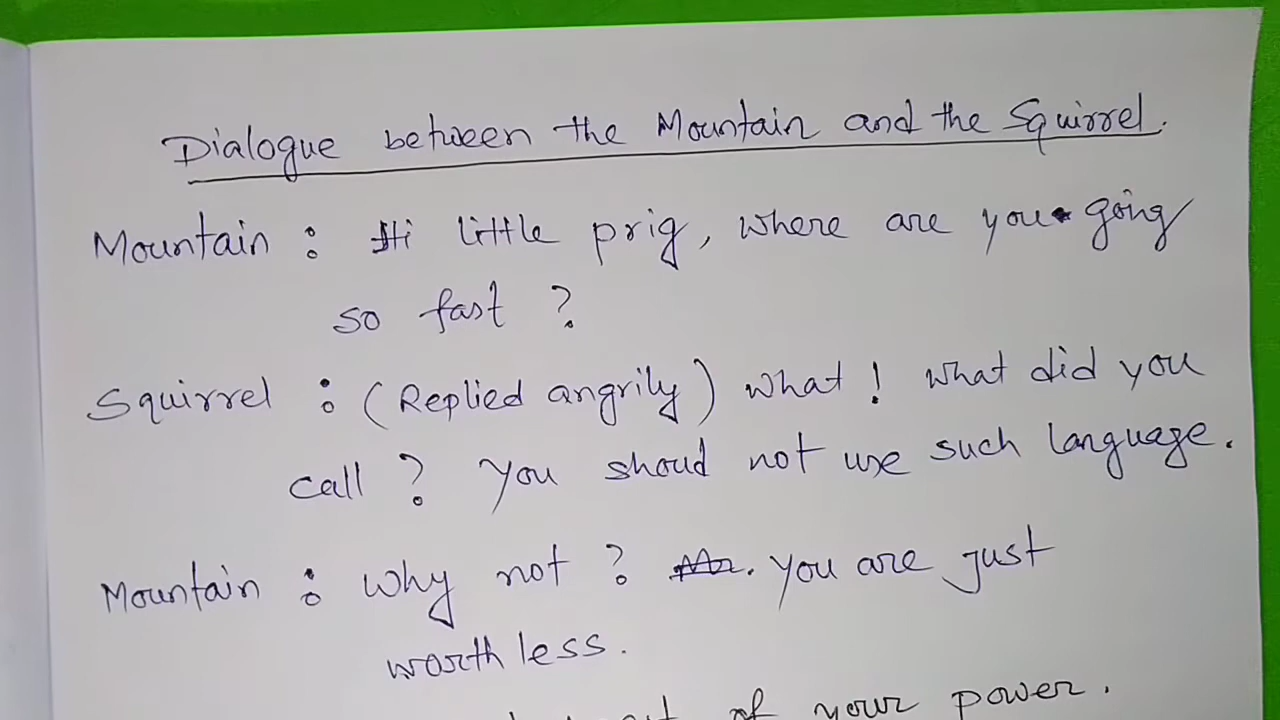 Dialogue between the Mountain and the Squirrel.
Mountain : Hi little prig, where are you going
so fast ?
Squirrel : (Replied angrily) what ! what did you
call ? You shoud not use such language.
Mountain : Why not ? You are just
worthless.
of your power.